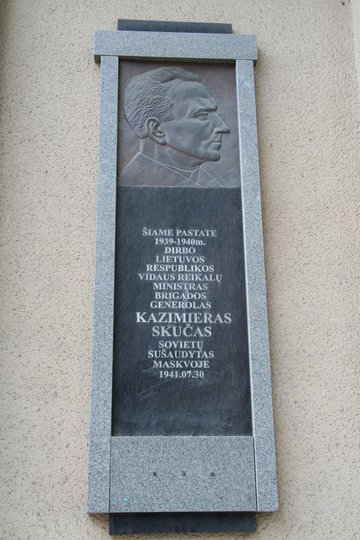 ŠIAME PASTATE
1939-1940m.
DIRBO
LIETUVOS
RESPUBLIKOS
VIDAUS REIKALŲ
MINISTRAS
BRIGADOS
GENEROLAS
KAZIMIERAS
SKUČAS
SOVIETŲ
SUŠAUDYTAS
MASKVOJE
1941.07.30